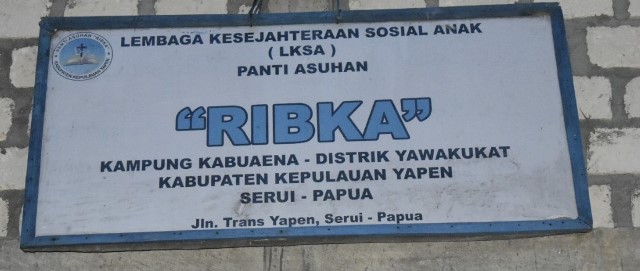 LEMBAGA KESEJAHTERAAN SOSIAL ANAK
( LKSA )
PANTI ASUHAN
“RIBKA”
KAMPUNG KABUAENA - DISTRIK YAWAKUKAT
KABUPATEN KEPULAUAN YAPEN
SERUI - PAPUA
Jln. Trans Yapen, Serui - Papua